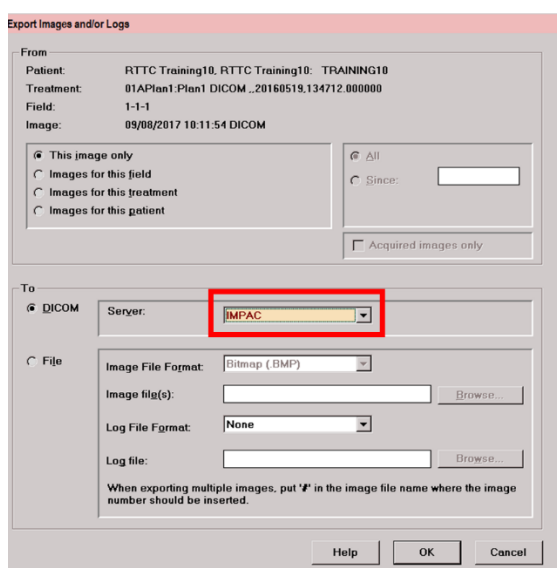 Export Images and/or Logs
From
Patient: RTTC Training10, RTTC Training10: TRAINING10
Treatment: 01APlan1:Plan1 DICOM ,,20160519,134712.000000
Field: 1-1-1
Image: 09/08/2017 10:11:54 DICOM
This image only
Images for this field
Images for this treatment
Images for this patient
All
Since:
Acquired images only
To
DICOM
Server: IMPAC
File
Image File Format: Bitmap (.BMP)
Image file(s): Browse...
Log File Format: None
Log file: Browse...
When exporting multiple images, put '#' in the image file name where the image
number should be inserted.
Help OK Cancel